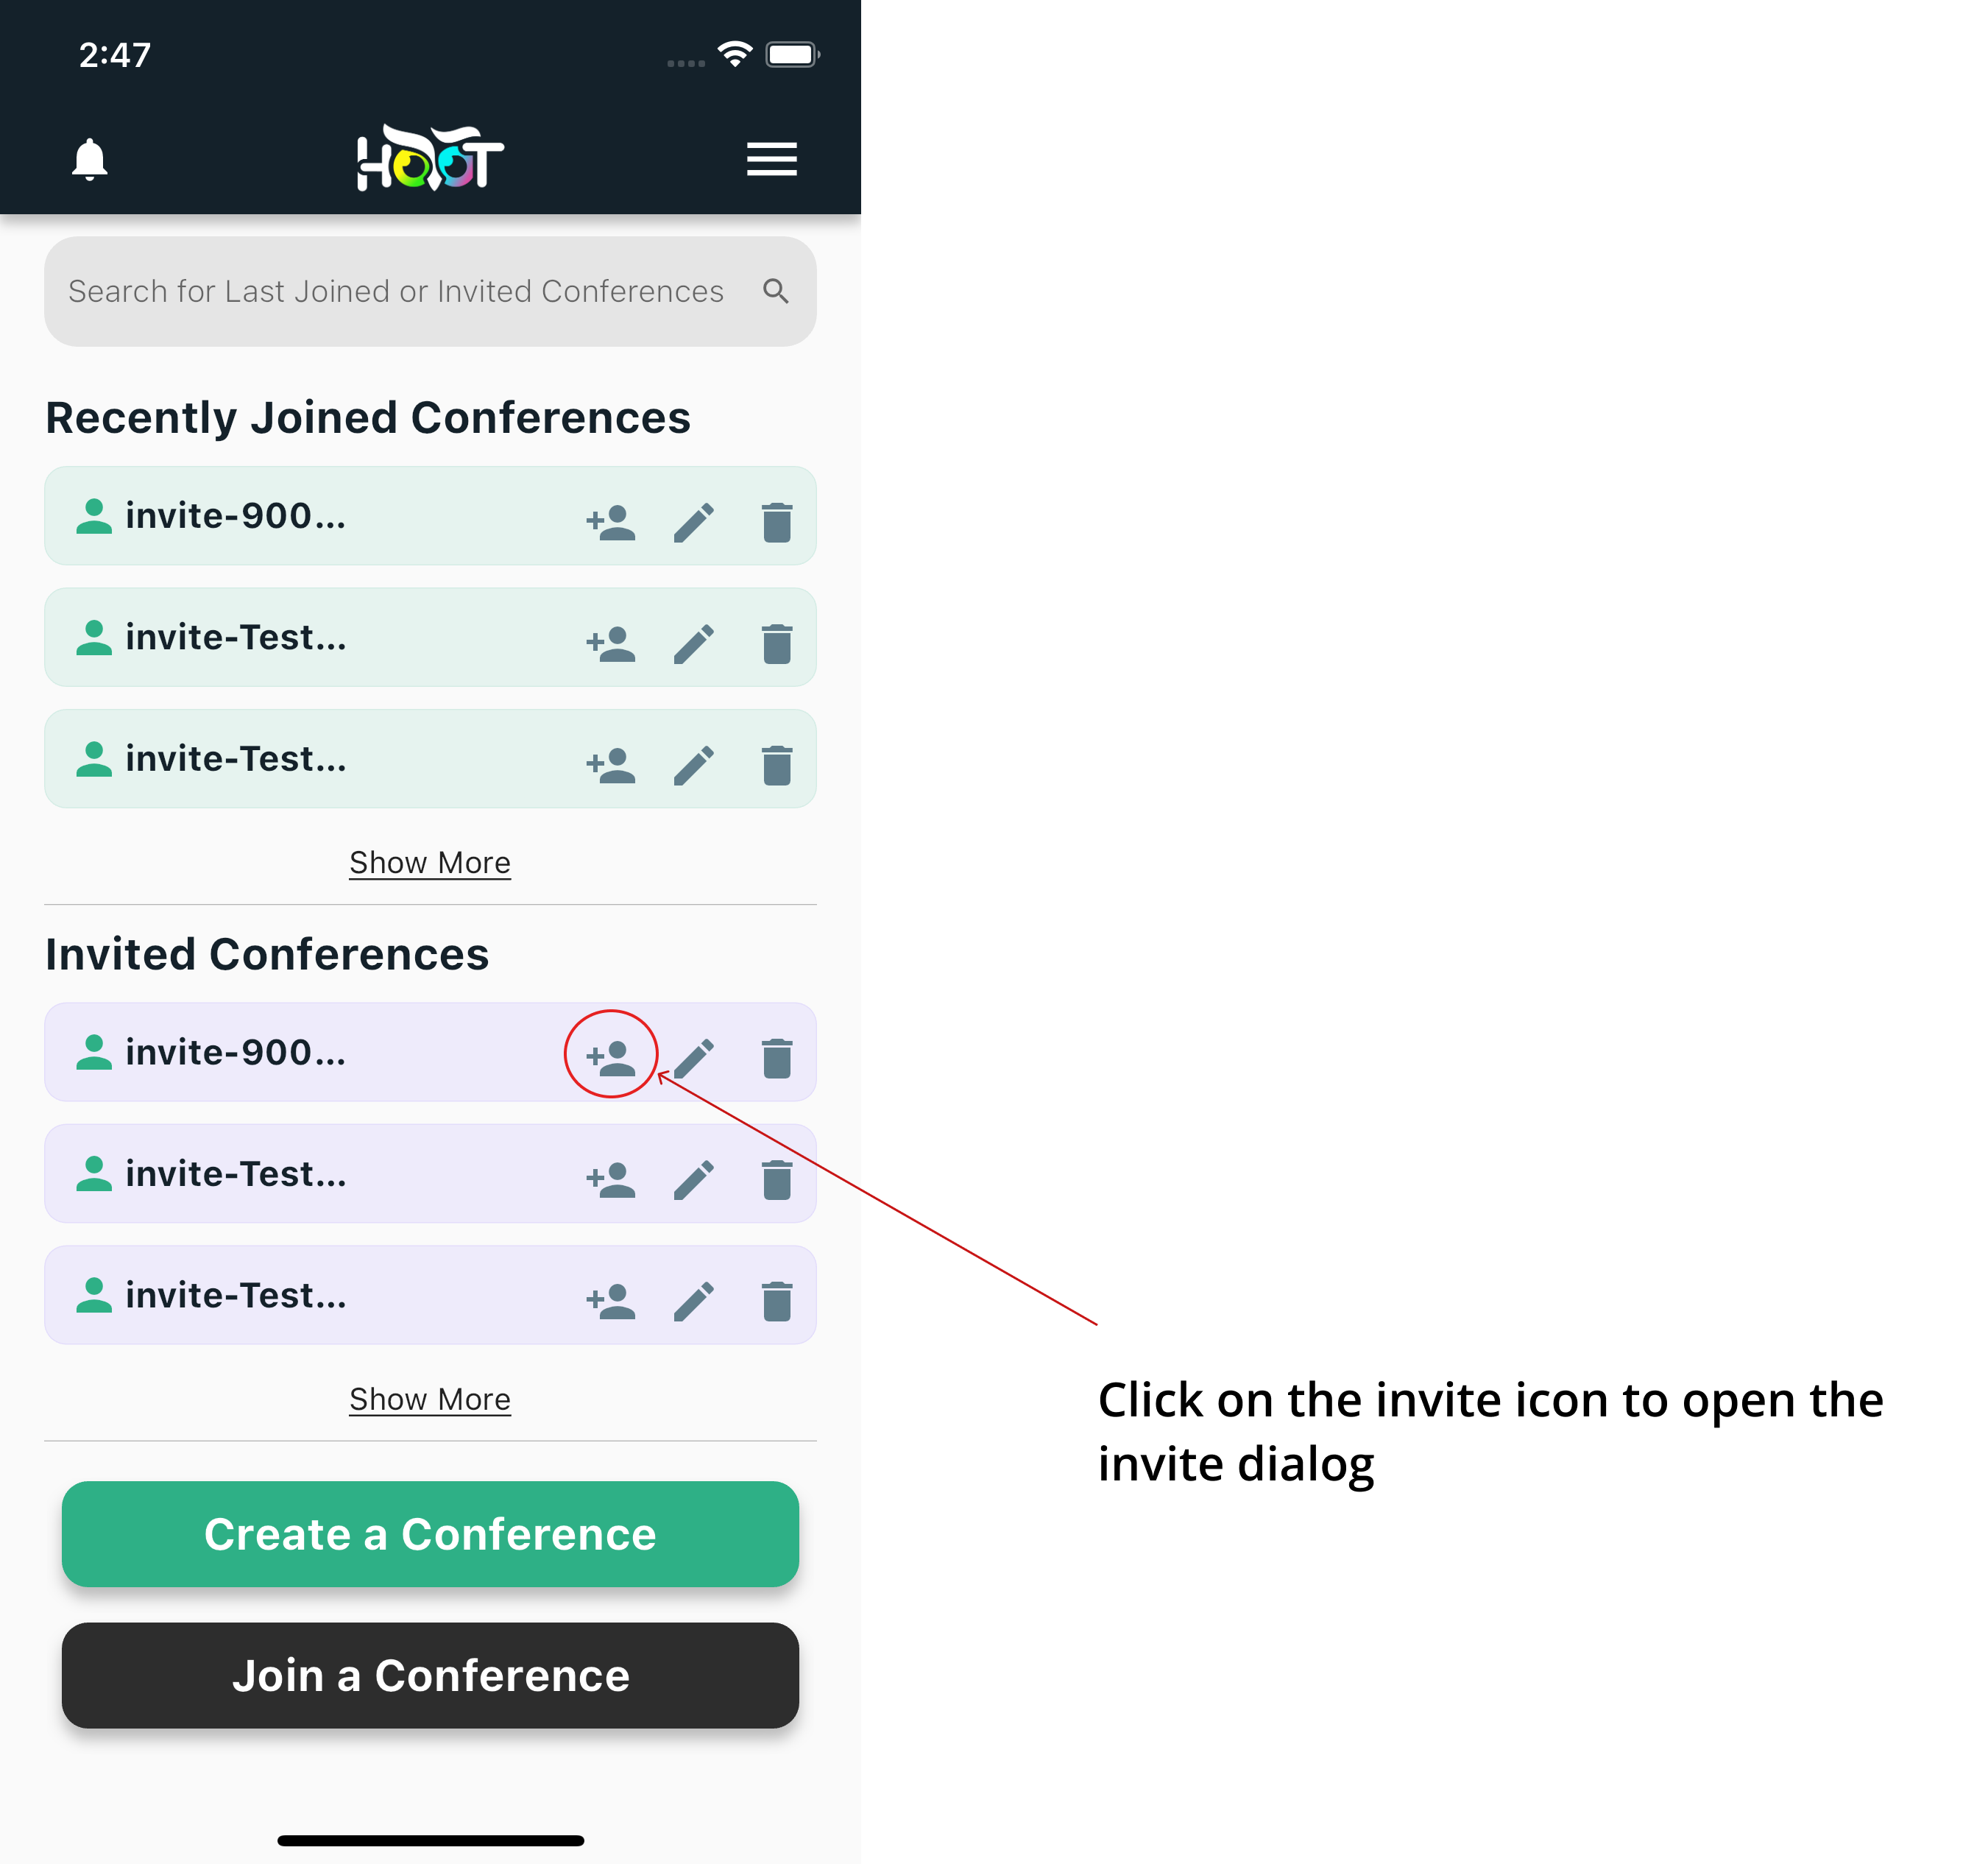 2:47
HOOT
Search for Last Joined or Invited Conferences
Recently Joined Conferences
invite-900...
invite-Test...
invite-Test...
Show More
Invited Conferences
invite-900...
invite-Test...
invite-Test...
Show More
Click on the invite icon to open the
invite dialog
Create a Conference
Join a Conference